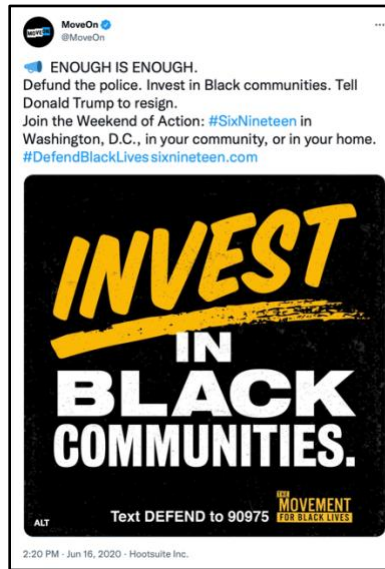 MoveOn
@MoveOn
ENOUGH IS ENOUGH.
Defund the police. Invest in Black communities. Tell
Donald Trump to resign.
Join the Weekend of Action: #SixNineteen in
Washington, D.C., in your community, or in your home.
#DefendBlackLives sixnineteen.com
INVEST
IN
BLACK
COMMUNITIES.
Text DEFEND to 90975
THE
MOVEMENT
FOR BLACK LIVES
ALT
2:20 PM · Jun 16, 2020 · Hootsuite Inc.